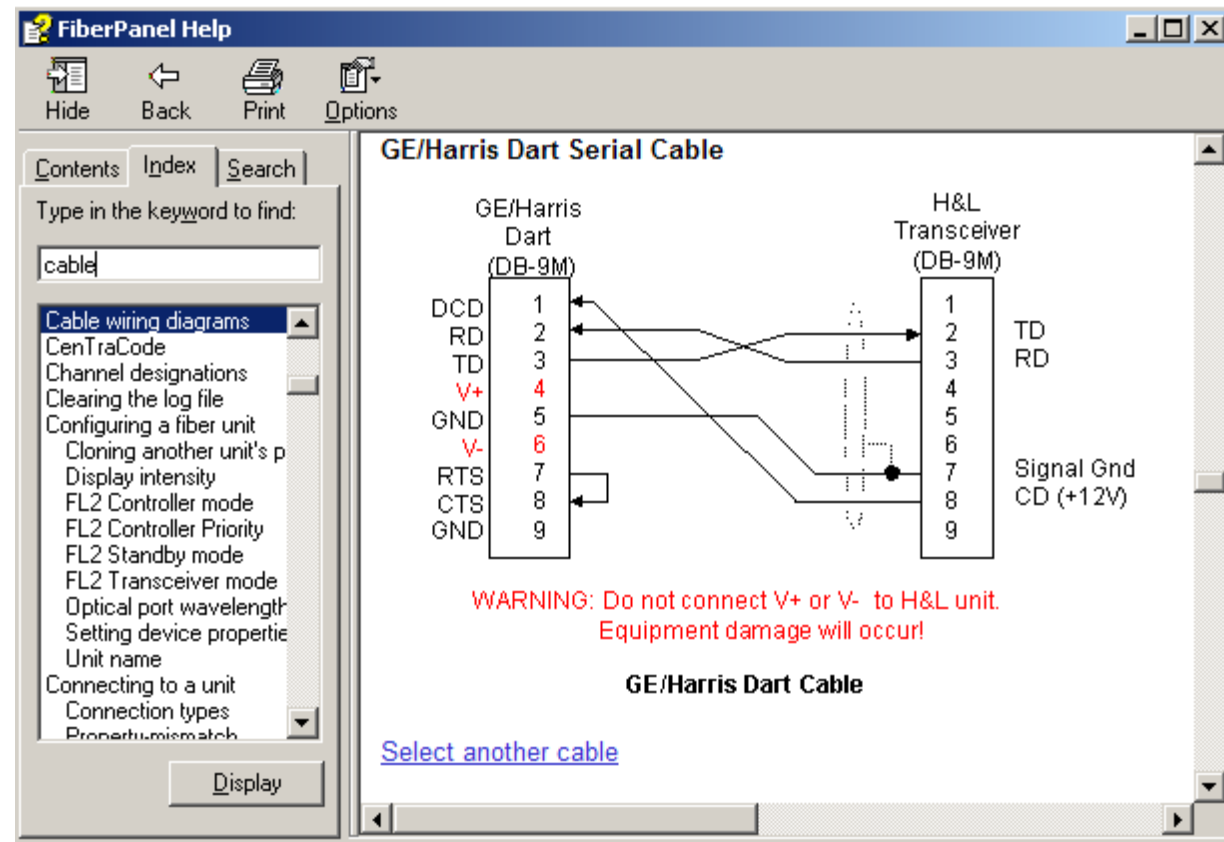 FiberPanel Help
Hide Back Print Options
Contents Index Search
Type in the keyword to find:
cable
Cable wiring diagrams
CenTraCode
Channel designations
Clearing the log file
Configuring a fiber unit
Cloning another unit's p
Display intensity
FL2 Controller mode
FL2 Controller Priority
FL2 Standby mode
FL2 Transceiver mode
Optical port wavelength
Setting device propertie
Unit name
Connecting to a unit
Connection types
Property-mismatch
Display
GE/Harris Dart Serial Cable
GE/Harris
Dart
(DB-9M)
H&L
Transceiver
(DB-9M)
DCD 1 1
RD 2 2 TD
TD 3 3 RD
V+ 4 4
GND 5 5
V- 6 6
RTS 7 7 Signal Gnd
CTS 8 8 CD (+12V)
GND 9 9
WARNING: Do not connect V+ or V- to H&L unit.
Equipment damage will occur!
GE/Harris Dart Cable
Select another cable